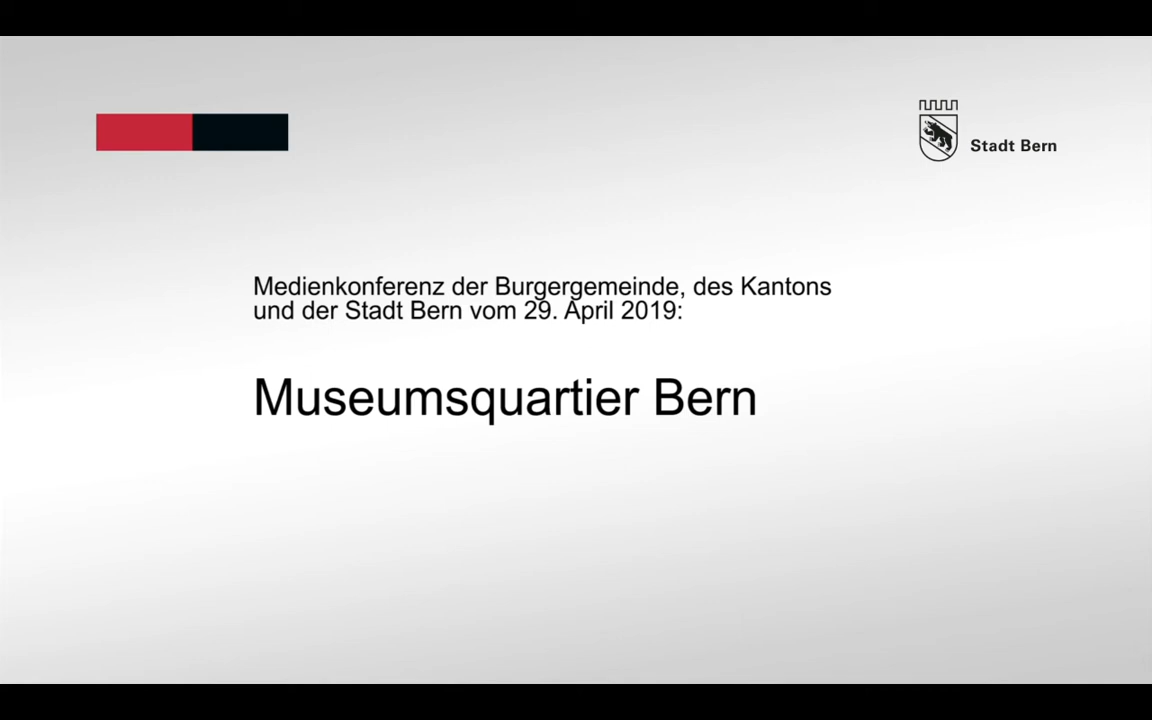 Stadt Bern
Medienkonferenz der Burgergemeinde, des Kantons
und der Stadt Bern vom 29. April 2019:
Museumsquartier Bern